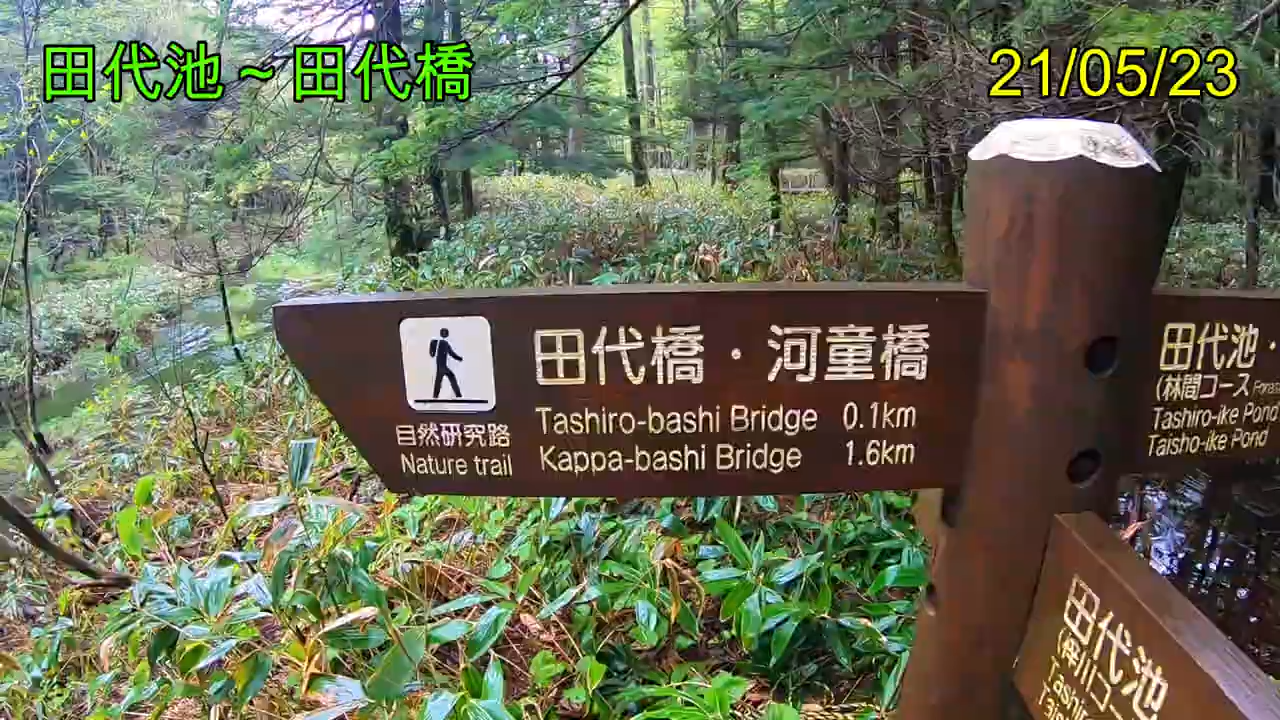 田代池～田代橋
21/05/23
田代橋・河童橋
自然研究路
Nature trail
Tashiro-bashi Bridge 0.1km
Kappa-bashi Bridge 1.6km
田代池・
(林間コース
Tashiro-ike Pond
Taisho-ike Pond
田代池